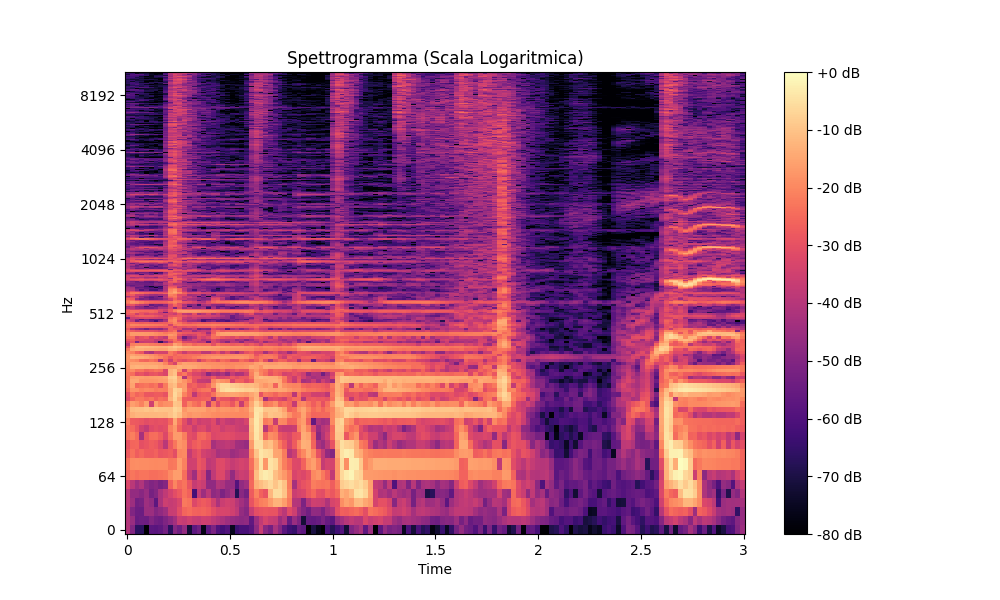 Spettrogramma (Scala Logaritmica)
8192
4096
2048
1024
512
256
128
64
0
Hz
0
0.5
1
1.5
2
2.5
3
Time
+0 dB
-10 dB
-20 dB
-30 dB
-40 dB
-50 dB
-60 dB
-70 dB
-80 dB